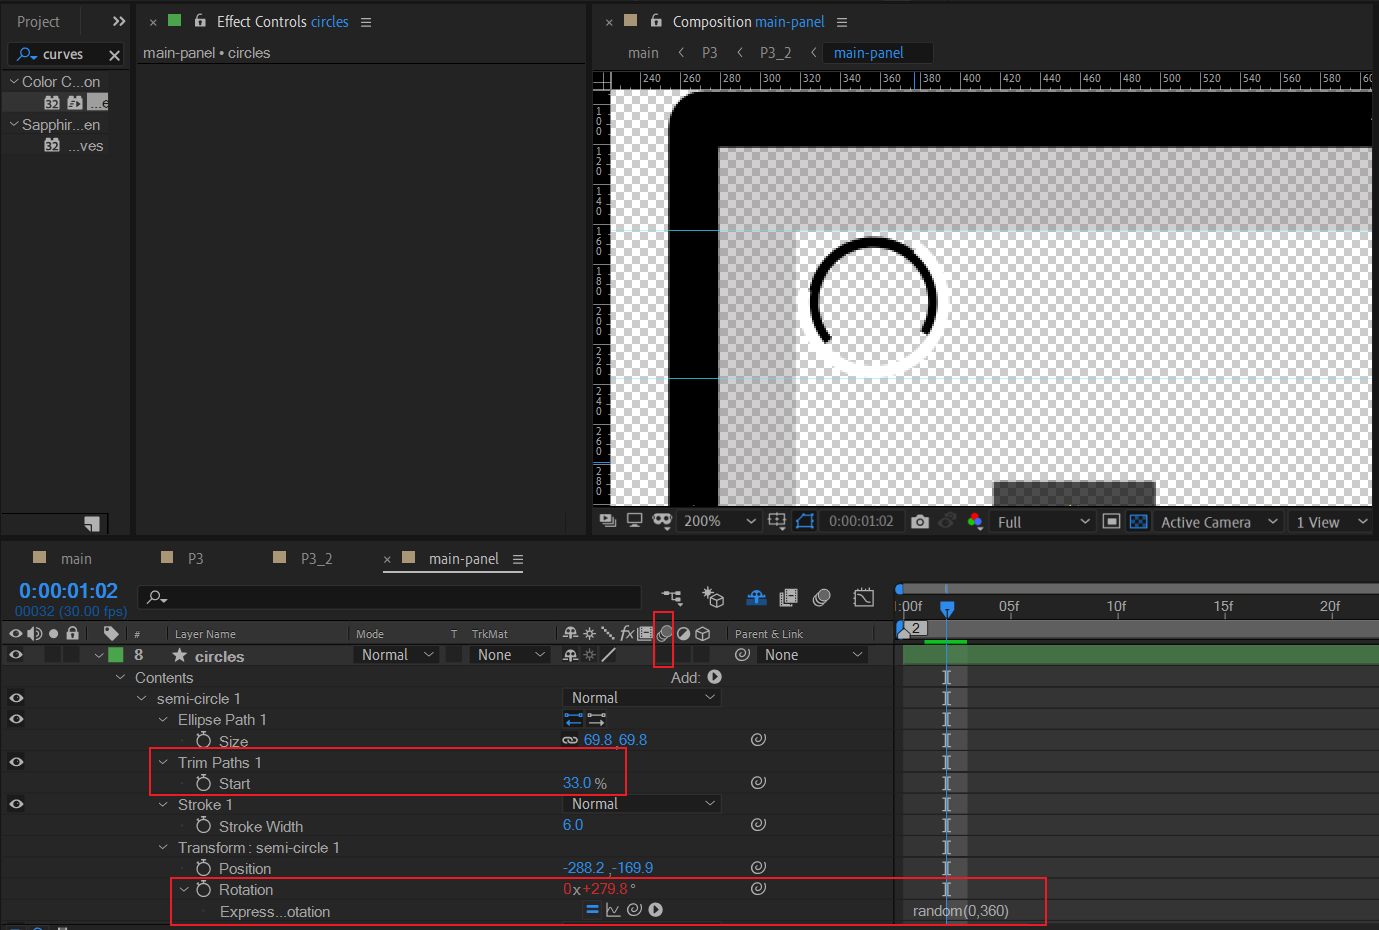 Project
curves
Color C...on
32 ...e
Sapphir...en
32 ...ves
Effect Controls circles
main-panel • circles
Composition main-panel
main P3 P3_2 main-panel
240 260 280 300 320 340 360 380 400 420 440 460 480 500 520 540 560 580 60
100
120
140
160
180
200
220
240
260
280
200% 0:00:01:02 Full Active Camera 1 View
main P3 P3_2 main-panel
0:00:01:02
00032 (30.00 fps)
:00f 05f 10f 15f 20f
2
# Layer Name Mode T TrkMat fx Parent & Link
8 circles Normal None None
Contents Add:
semi-circle 1 Normal
Ellipse Path 1
Size 69.8,69.8
Trim Paths 1
Start 33.0 %
Stroke 1 Normal
Stroke Width 6.0
Transform: semi-circle 1
Position -288.2,-169.9
Rotation 0x+279.8°
Express...otation random(0,360)